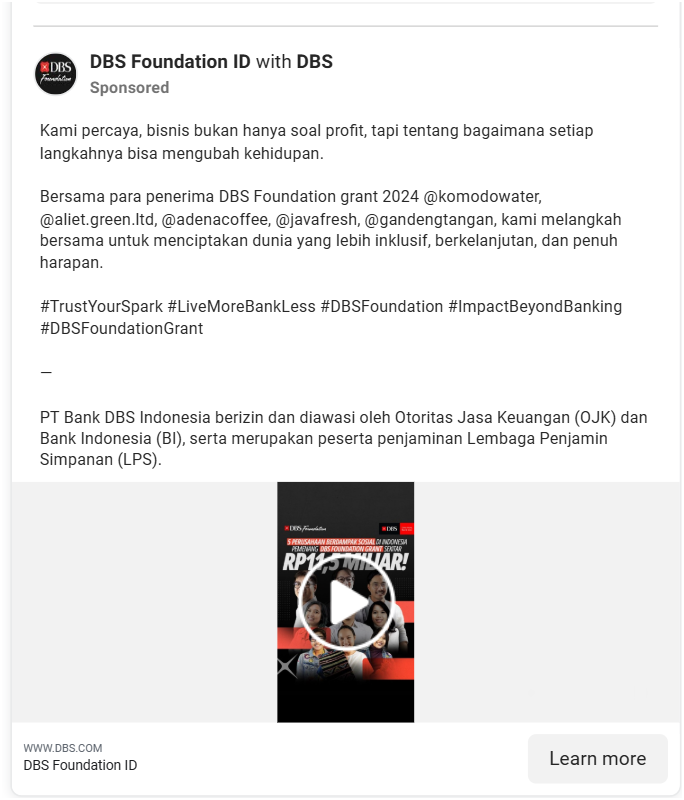 DBS
Foundation
DBS Foundation ID with DBS
Sponsored
Kami percaya, bisnis bukan hanya soal profit, tapi tentang bagaimana setiap
langkahnya bisa mengubah kehidupan.
Bersama para penerima DBS Foundation grant 2024 @komodowater,
@aliet.green.ltd, @adenacoffee, @javafresh, @gandengtangan, kami melangkah
bersama untuk menciptakan dunia yang lebih inklusif, berkelanjutan, dan penuh
harapan.
#TrustYourSpark #LiveMoreBankLess #DBSFoundation #ImpactBeyondBanking
#DBSFoundationGrant
—
PT Bank DBS Indonesia berizin dan diawasi oleh Otoritas Jasa Keuangan (OJK) dan
Bank Indonesia (BI), serta merupakan peserta penjaminan Lembaga Penjamin
Simpanan (LPS).
DBS Foundation
DBS
5 PERUSAHAAN BERDAMPAK SOSIAL DI INDONESIA
PEMENANG DBS FOUNDATION GRANT SEKITAR
RP11,5 MILIAR!
WWW.DBS.COM
DBS Foundation ID
Learn more